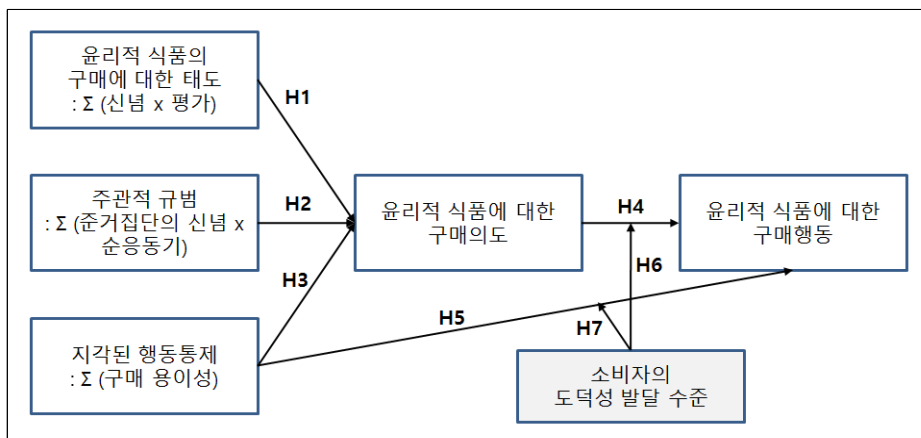 윤리적 식품의
구매에 대한 태도
: Σ (신념 x 평가)
H1
주관적 규범
: Σ (준거집단의 신념 x
순응동기)
H2
윤리적 식품에 대한
구매의도
H4
윤리적 식품에 대한
구매행동
H3
H6
H5
H7
지각된 행동통제
: Σ (구매 용이성)
소비자의
도덕성 발달 수준